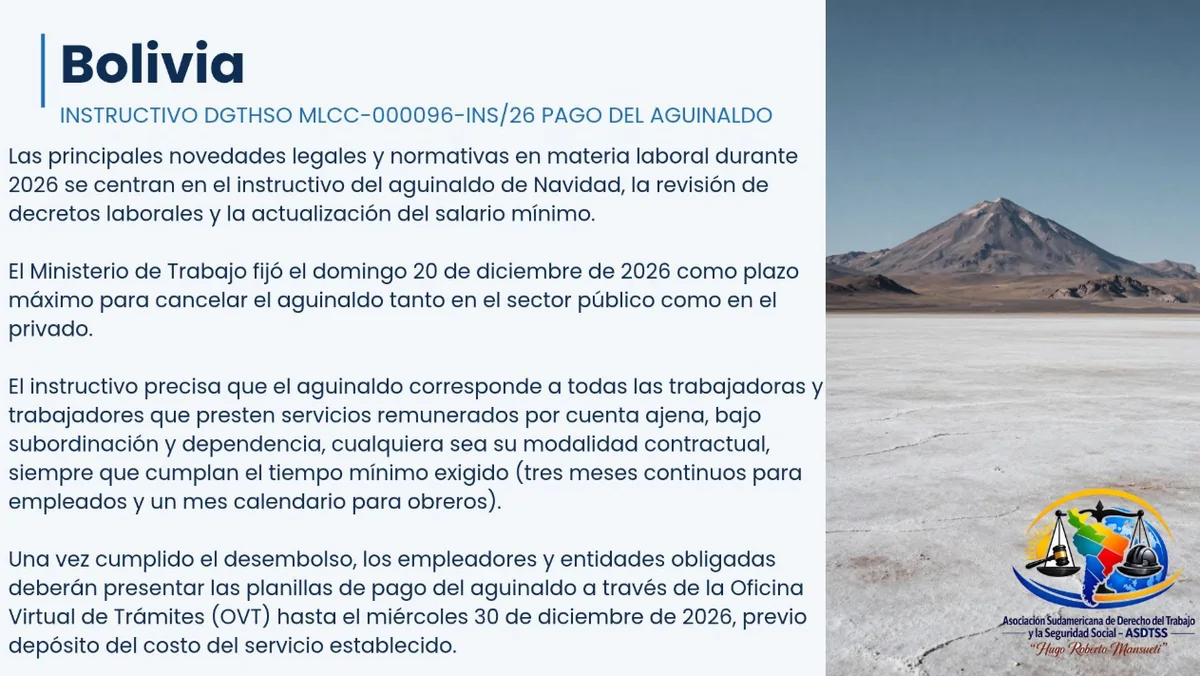 Bolivia
INSTRUCTIVO DGTHSO MLCC-000096-INS/26 PAGO DEL AGUINALDO
Las principales novedades legales y normativas en materia laboral durante
2026 se centran en el instructivo del aguinaldo de Navidad, la revisión de
decretos laborales y la actualización del salario mínimo.
El Ministerio de Trabajo fijó el domingo 20 de diciembre de 2026 como plazo
máximo para cancelar el aguinaldo tanto en el sector público como en el
privado.
El instructivo precisa que el aguinaldo corresponde a todas las trabajadoras y
trabajadores que presten servicios remunerados por cuenta ajena, bajo
subordinación y dependencia, cualquiera sea su modalidad contractual,
siempre que cumplan el tiempo mínimo exigido (tres meses continuos para
empleados y un mes calendario para obreros).
Una vez cumplido el desembolso, los empleadores y entidades obligadas
deberán presentar las planillas de pago del aguinaldo a través de la Oficina
Virtual de Trámites (OVT) hasta el miércoles 30 de diciembre de 2026, previo
depósito del costo del servicio establecido.
Asociación Sudamericana de Derecho del Trabajo
y la Seguridad Social - ASDTSS
"Hugo Roberto Mansueti"